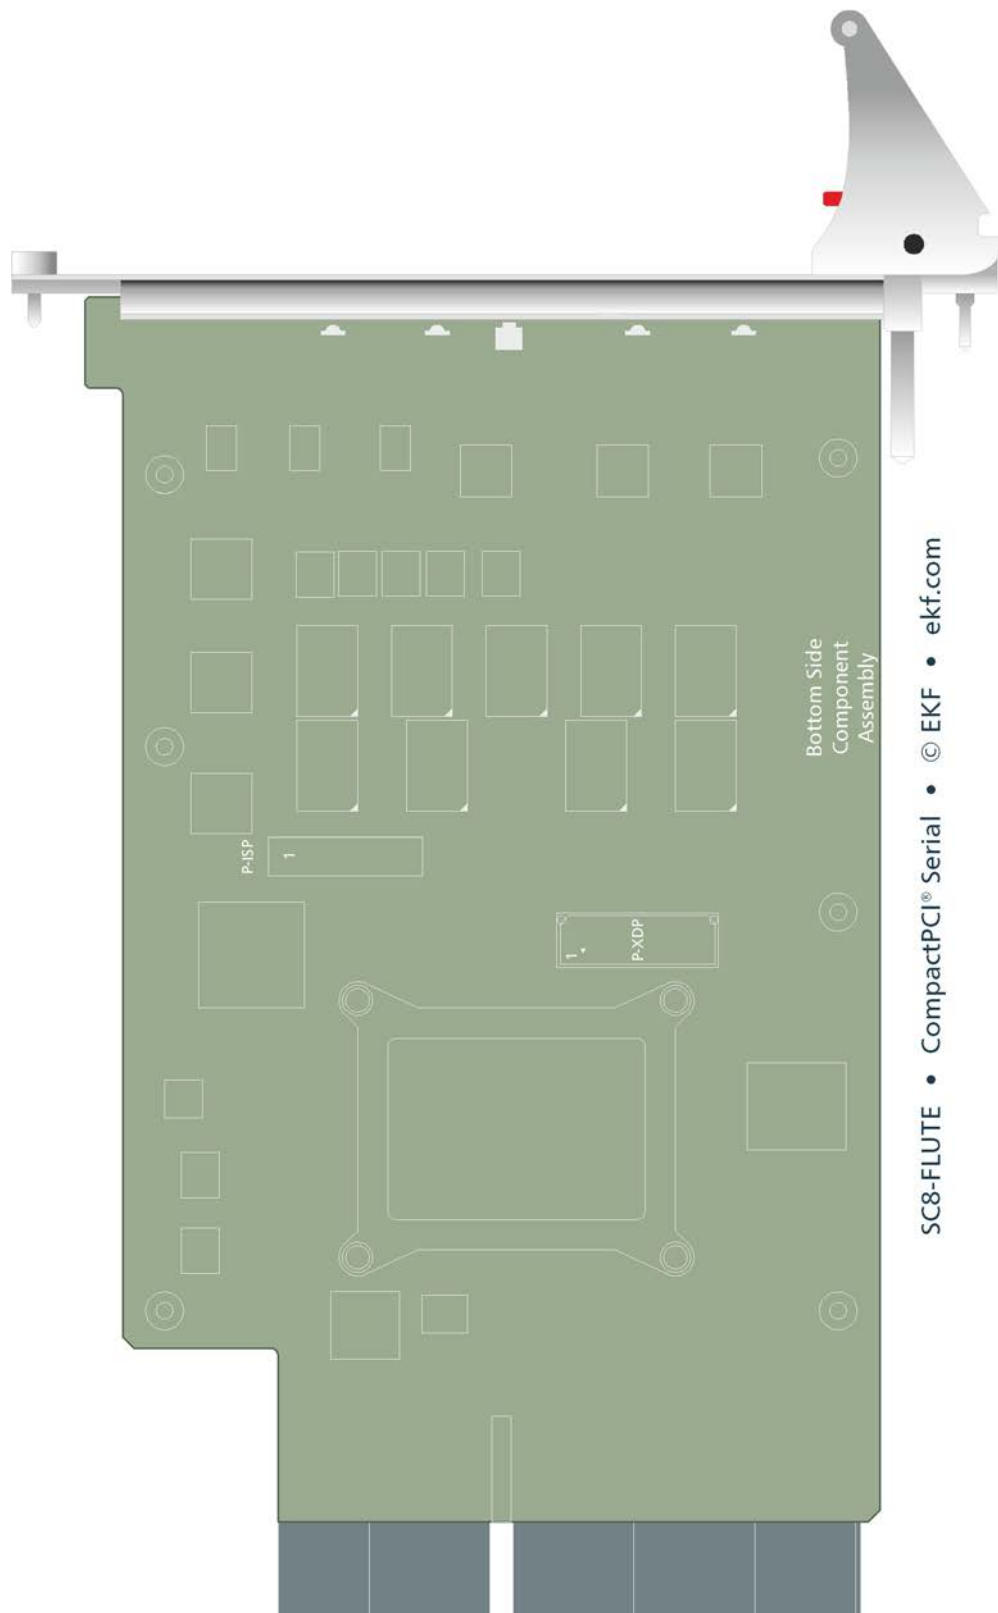 Bottom Side
Component
Assembly
P-ISP
1
1
P-XDP
SC8-FLUTE • CompactPCI® Serial • © EKF • ekf.com